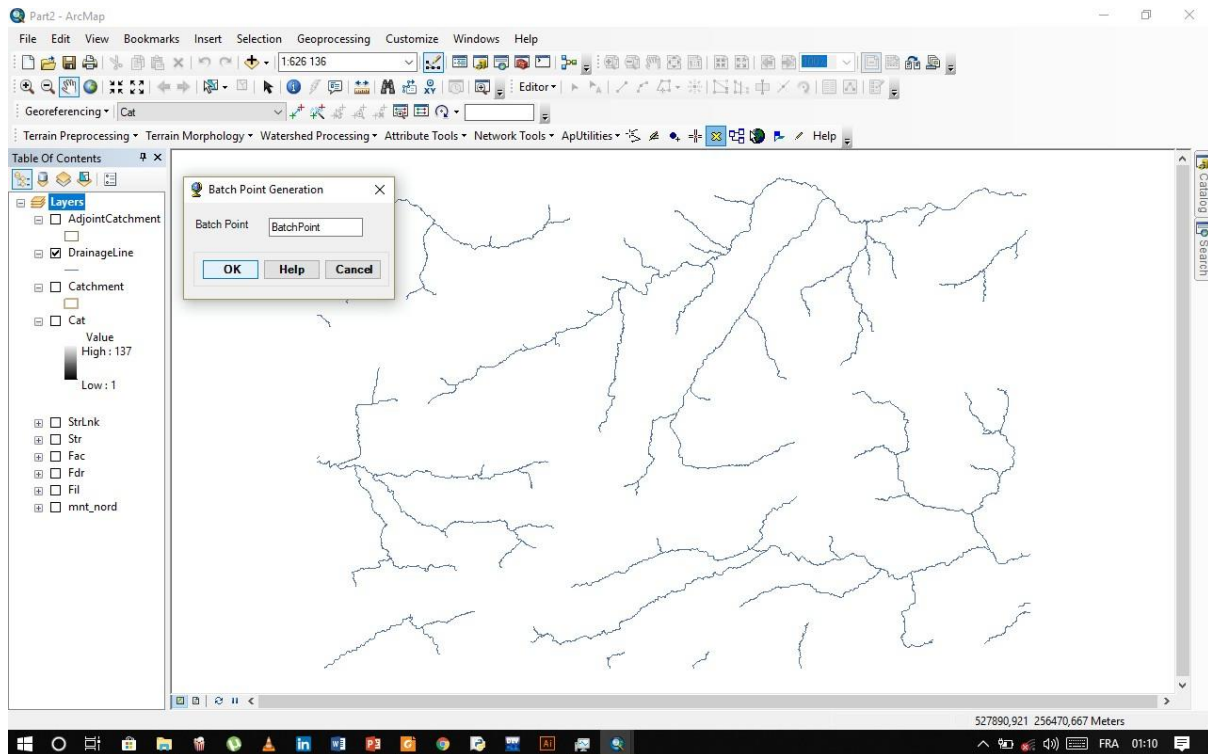 Part2 - ArcMap
File Edit View Bookmarks Insert Selection Geoprocessing Customize Windows Help
1:626 136
Editor
Georeferencing Cat
Terrain Preprocessing Terrain Morphology Watershed Processing Attribute Tools Network Tools ApUtilities Help
Table Of Contents
Layers
AdjointCatchment
DrainageLine
Catchment
Cat
Value
High : 137
Low : 1
StrLnk
Str
Fac
Fdr
Fil
mnt_nord
Batch Point Generation
Batch Point BatchPoint
OK Help Cancel
Catalog
Search
527890,921 256470,667 Meters
FRA 01:10